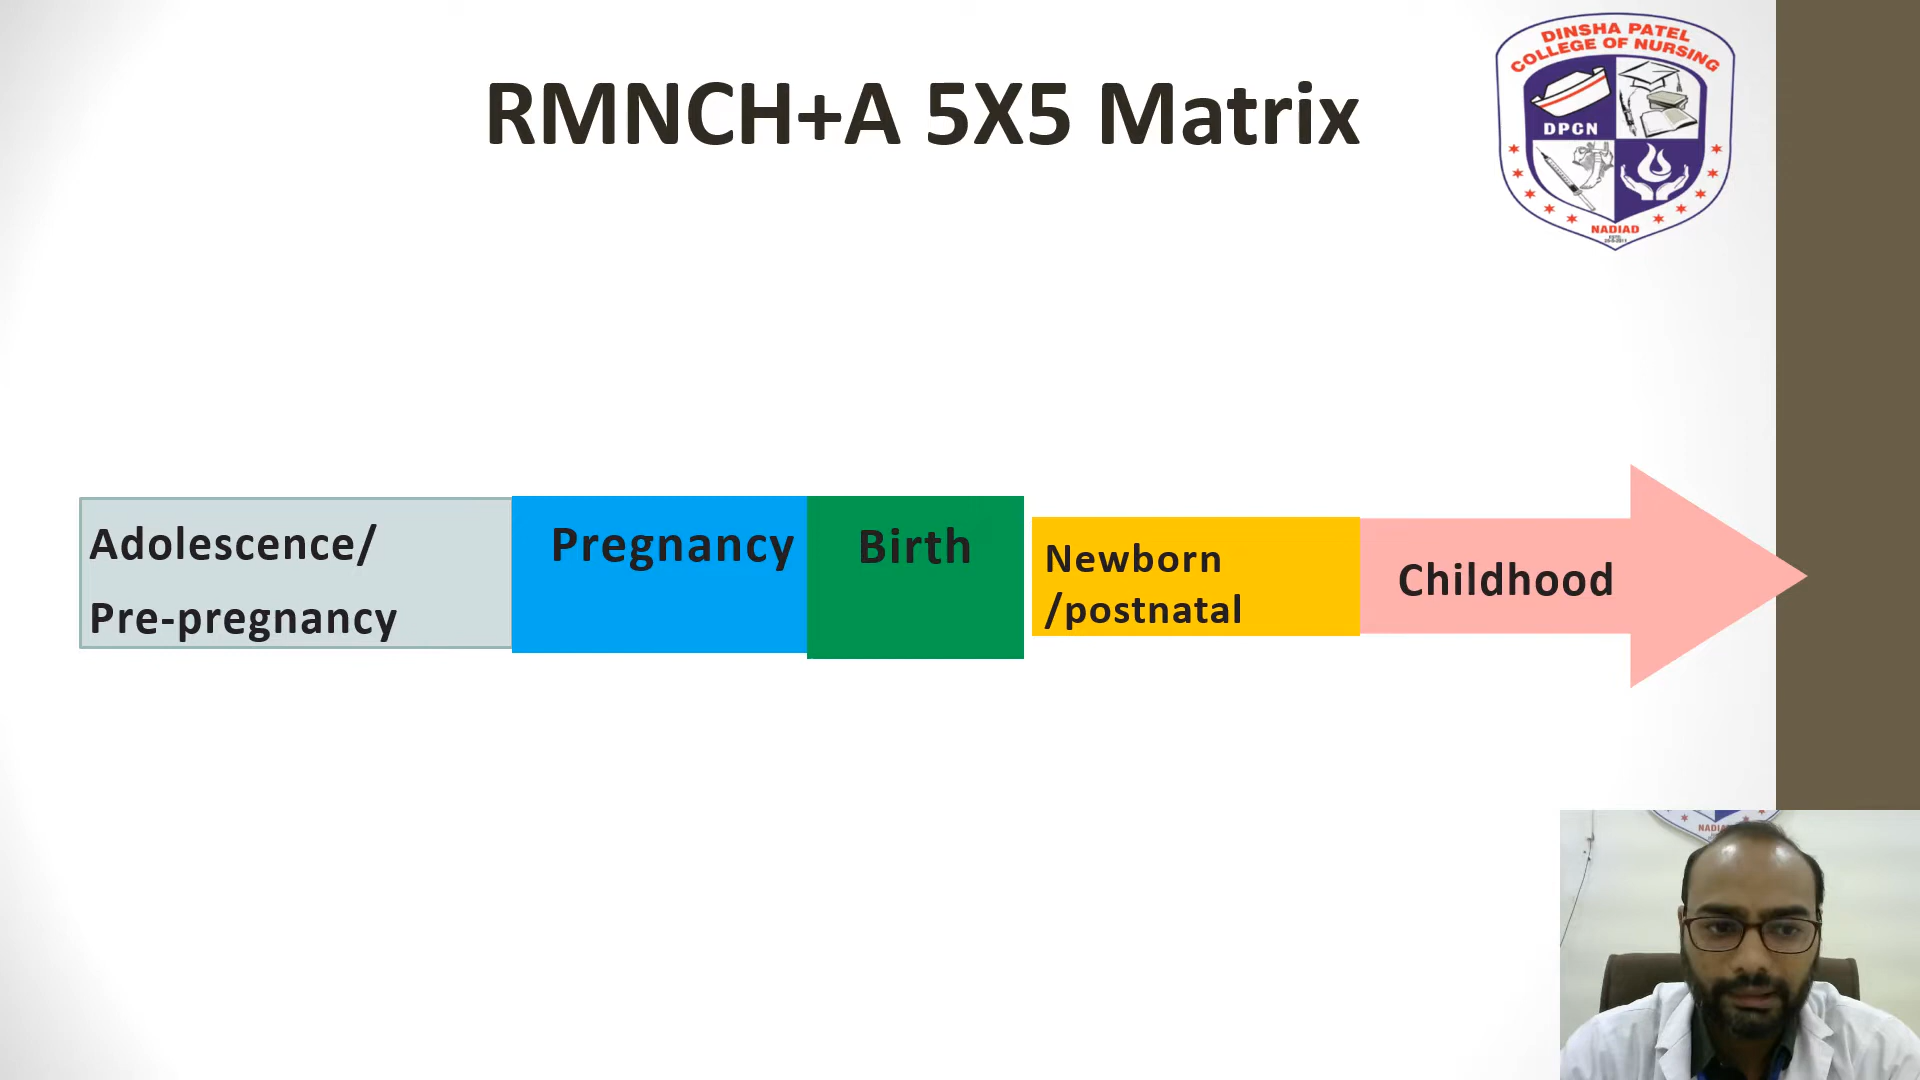 RMNCH+A 5X5 Matrix
DINSHA PATEL
COLLEGE OF NURSING
DPCN
NADIAD
Adolescence/
Pre-pregnancy
Pregnancy
Birth
Newborn
/postnatal
Childhood